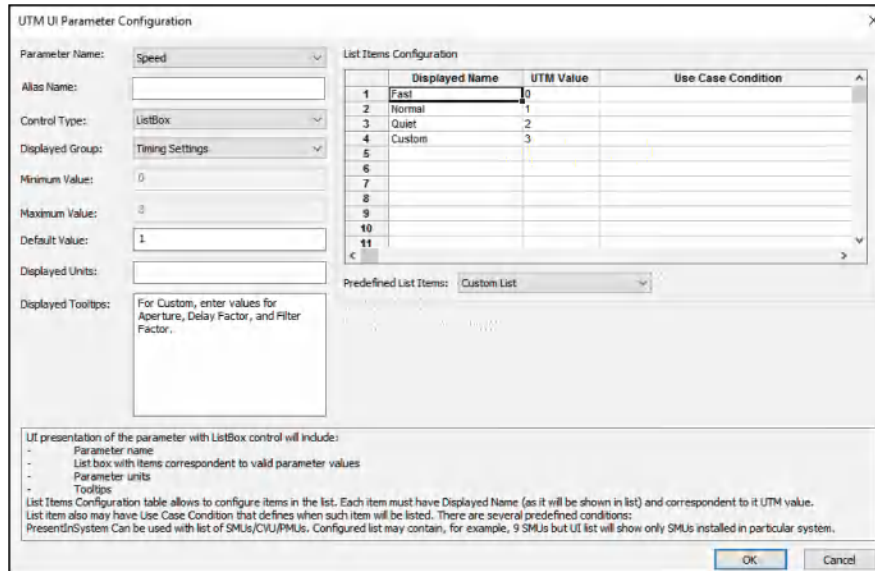 UTM UI Parameter Configuration
Parameter Name:
Speed
Alias Name:
Control Type:
ListBox
Displayed Group:
Timing Settings
Minimum Value:
0
Maximum Value:
Default Value:
1
Displayed Units:
Displayed Tooltips:
For Custom, enter values for
Aperture, Delay Factor, and Filter
Factor.
List Items Configuration
Displayed Name UTM Value Use Case Condition
1 Fast 0
2 Normal 1
3 Quiet 2
4 Custom 3
5
6
7
8
9
10
11
Predefined List Items: Custom List
UI presentation of the parameter with ListBox control will include:
- Parameter name
- List box with items correspondent to valid parameter values
- Parameter units
- Tooltips
List Items Configuration table allows to configure items in the list. Each item must have Displayed Name (as it will be shown in list) and correspondent to it UTM value.
List item also may have Use Case Condition that defines when such item will be listed. There are several predefined conditions:
PresentInSystem Can be used with list of SMUs/CVU/PMUs. Configured list may contain, for example, 9 SMUs but UI list will show only SMUs installed in particular system.
OK Cancel